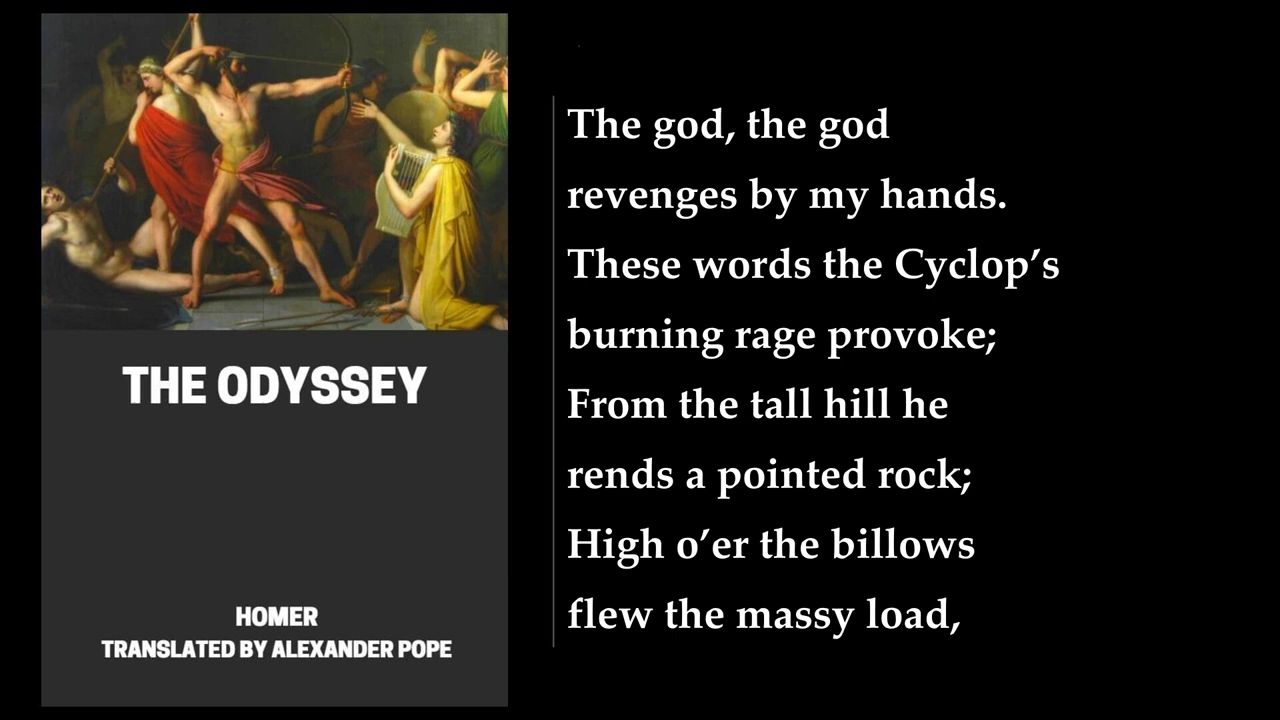 THE ODYSSEY
HOMER
TRANSLATED BY ALEXANDER POPE
The god, the god
revenges by my hands.
These words the Cyclop’s
burning rage provoke;
From the tall hill he
rends a pointed rock;
High o’er the billows
flew the massy load,